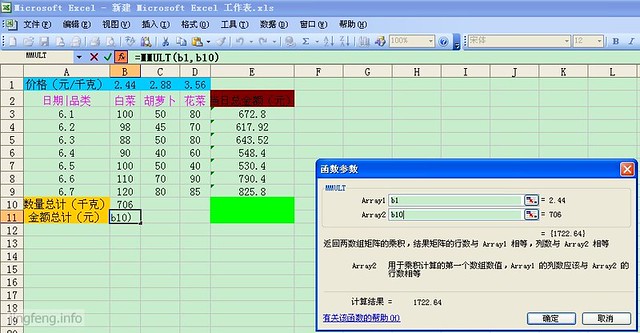 Microsoft Excel - 新建 Microsoft Excel 工作表.xls
文件(F) 编辑(E) 视图(V) 插入(I) 格式(O) 工具(T) 数据(D) 窗口(W) 帮助(H)
100% 宋体 12
MMULT =MMULT(b1,b10)
A B C D E F G H I J K L
1 价格（元/千克） 2.44 2.88 3.56
2 日期|品类 白菜 胡萝卜 花菜 每日总金额（元）
3 6.1 100 50 80 672.8
4 6.2 98 45 70 617.92
5 6.3 88 50 80 643.52
6 6.4 90 40 60 548.4
7 6.5 100 50 40 530.4
8 6.6 110 70 90 790.4
9 6.7 120 80 85 825.8
10 数量总计（千克） 706
11 金额总计（元） b10)
12
13
14
15
16
17
18
函数参数
MMULT
Array1 b1 = 2.44
Array2 b10 = 706
= {1722.64}
返回两数组矩阵的乘积，结果矩阵的行数与 Array1 相等，列数与 Array2 相等
Array2 用于乘积计算的第一个数组数值，Array1 的列数应该与 Array2 的行数相等
计算结果 = 1722.64
有关该函数的帮助(H) 确定 取消
ingfeng.info